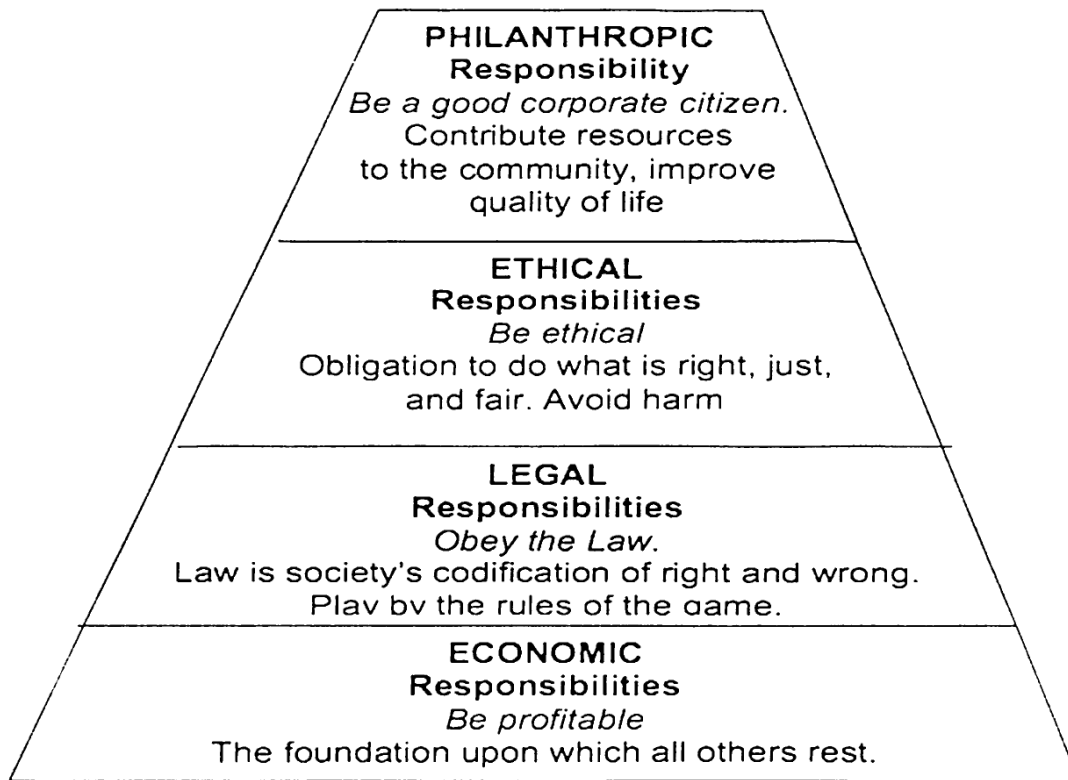 PHILANTHROPIC
Responsibility
Be a good corporate citizen.
Contribute resources
to the community, improve
quality of life
ETHICAL
Responsibilities
Be ethical
Obligation to do what is right, just,
and fair. Avoid harm
LEGAL
Responsibilities
Obey the Law.
Law is society's codification of right and wrong.
Play by the rules of the game.
ECONOMIC
Responsibilities
Be profitable
The foundation upon which all others rest.